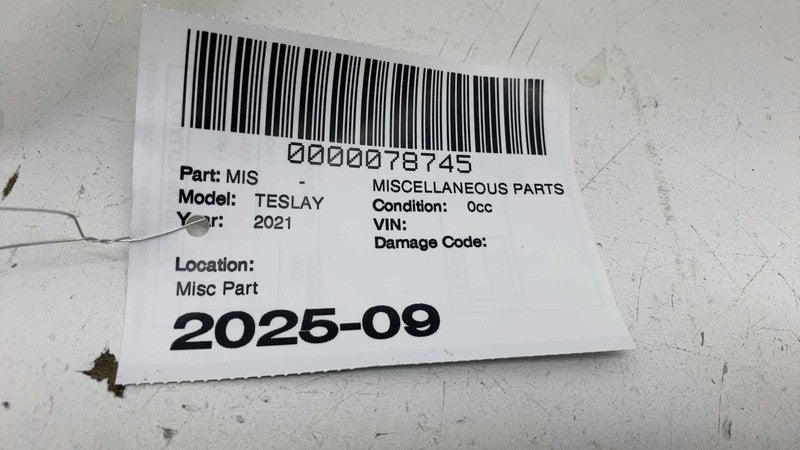 0000078745
Part: MIS - MISCELLANEOUS PARTS
Model: TESLAY Condition: 0cc
Year: 2021 VIN:
Damage Code:
Location:
Misc Part
2025-09